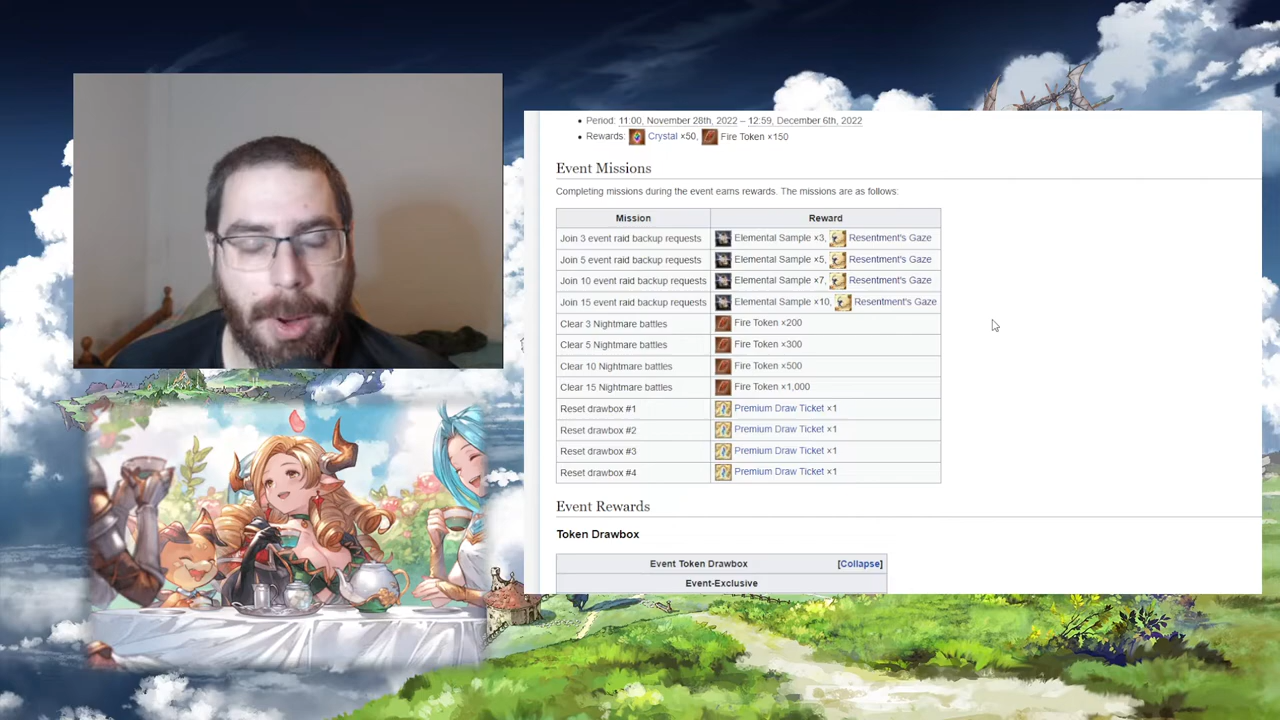 Period: 11:00, November 28th, 2022 – 12:59, December 6th, 2022
Rewards: Crystal ×50, Fire Token ×150
Event Missions
Completing missions during the event earns rewards. The missions are as follows:
Mission Reward
Join 3 event raid backup requests Elemental Sample ×3, Resentment's Gaze
Join 5 event raid backup requests Elemental Sample ×5, Resentment's Gaze
Join 10 event raid backup requests Elemental Sample ×7, Resentment's Gaze
Join 15 event raid backup requests Elemental Sample ×10, Resentment's Gaze
Clear 3 Nightmare battles Fire Token ×200
Clear 5 Nightmare battles Fire Token ×300
Clear 10 Nightmare battles Fire Token ×500
Clear 15 Nightmare battles Fire Token ×1,000
Reset drawbox #1 Premium Draw Ticket ×1
Reset drawbox #2 Premium Draw Ticket ×1
Reset drawbox #3 Premium Draw Ticket ×1
Reset drawbox #4 Premium Draw Ticket ×1
Event Rewards
Token Drawbox
Event Token Drawbox [Collapse]
Event-Exclusive